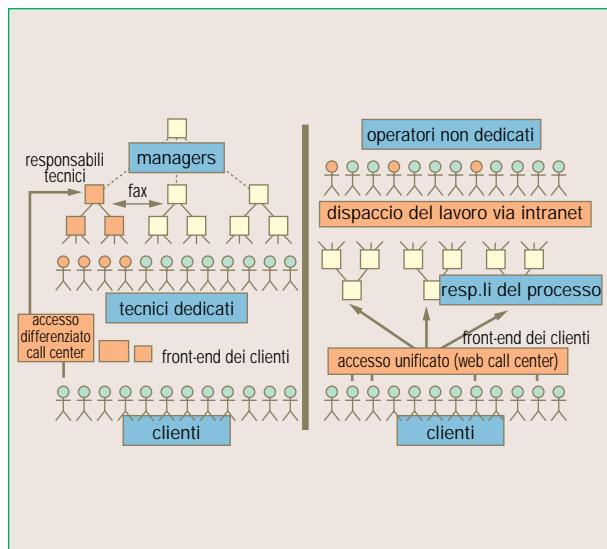 managers
responsabili
tecnici
fax
tecnici dedicati
accesso
differenziato
call center
front-end dei clienti
clienti
operatori non dedicati
dispaccio del lavoro via intranet
resp.li del processo
front-end dei clienti
accesso unificato (web call center)
clienti